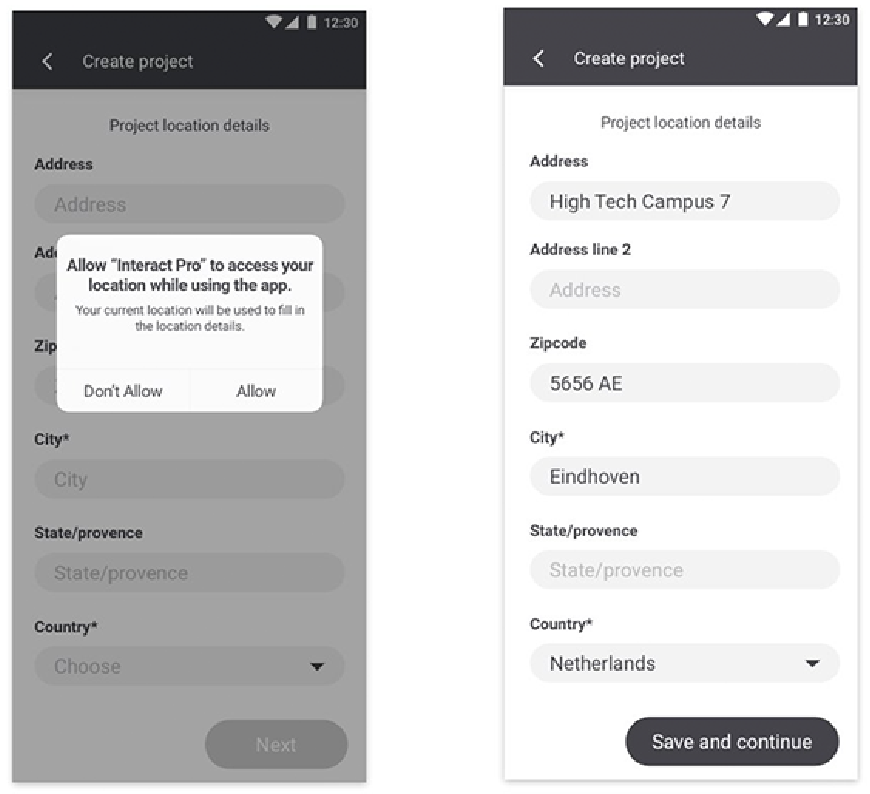 12:30
Create project
Project location details
Address
Address
Allow “Interact Pro” to access your
location while using the app.
Your current location will be used to fill in
the location details.
Don't Allow
Allow
Zip
City*
City
State/provence
State/provence
Country*
Choose
Next
12:30
Create project
Project location details
Address
High Tech Campus 7
Address line 2
Address
Zipcode
5656 AE
City*
Eindhoven
State/provence
State/provence
Country*
Netherlands
Save and continue